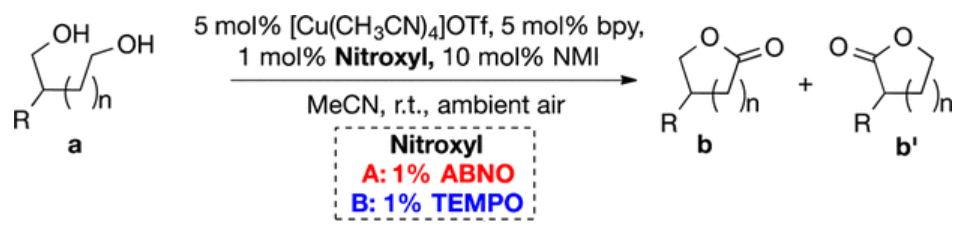 OH
OH
( )n
R
a
5 mol% [Cu(CH3CN)4]OTf, 5 mol% bpy,
1 mol% Nitroxyl, 10 mol% NMI
MeCN, r.t., ambient air
Nitroxyl
A: 1% ABNO
B: 1% TEMPO
O
O
( )n
R
b
+
O
O
( )n
R
b'